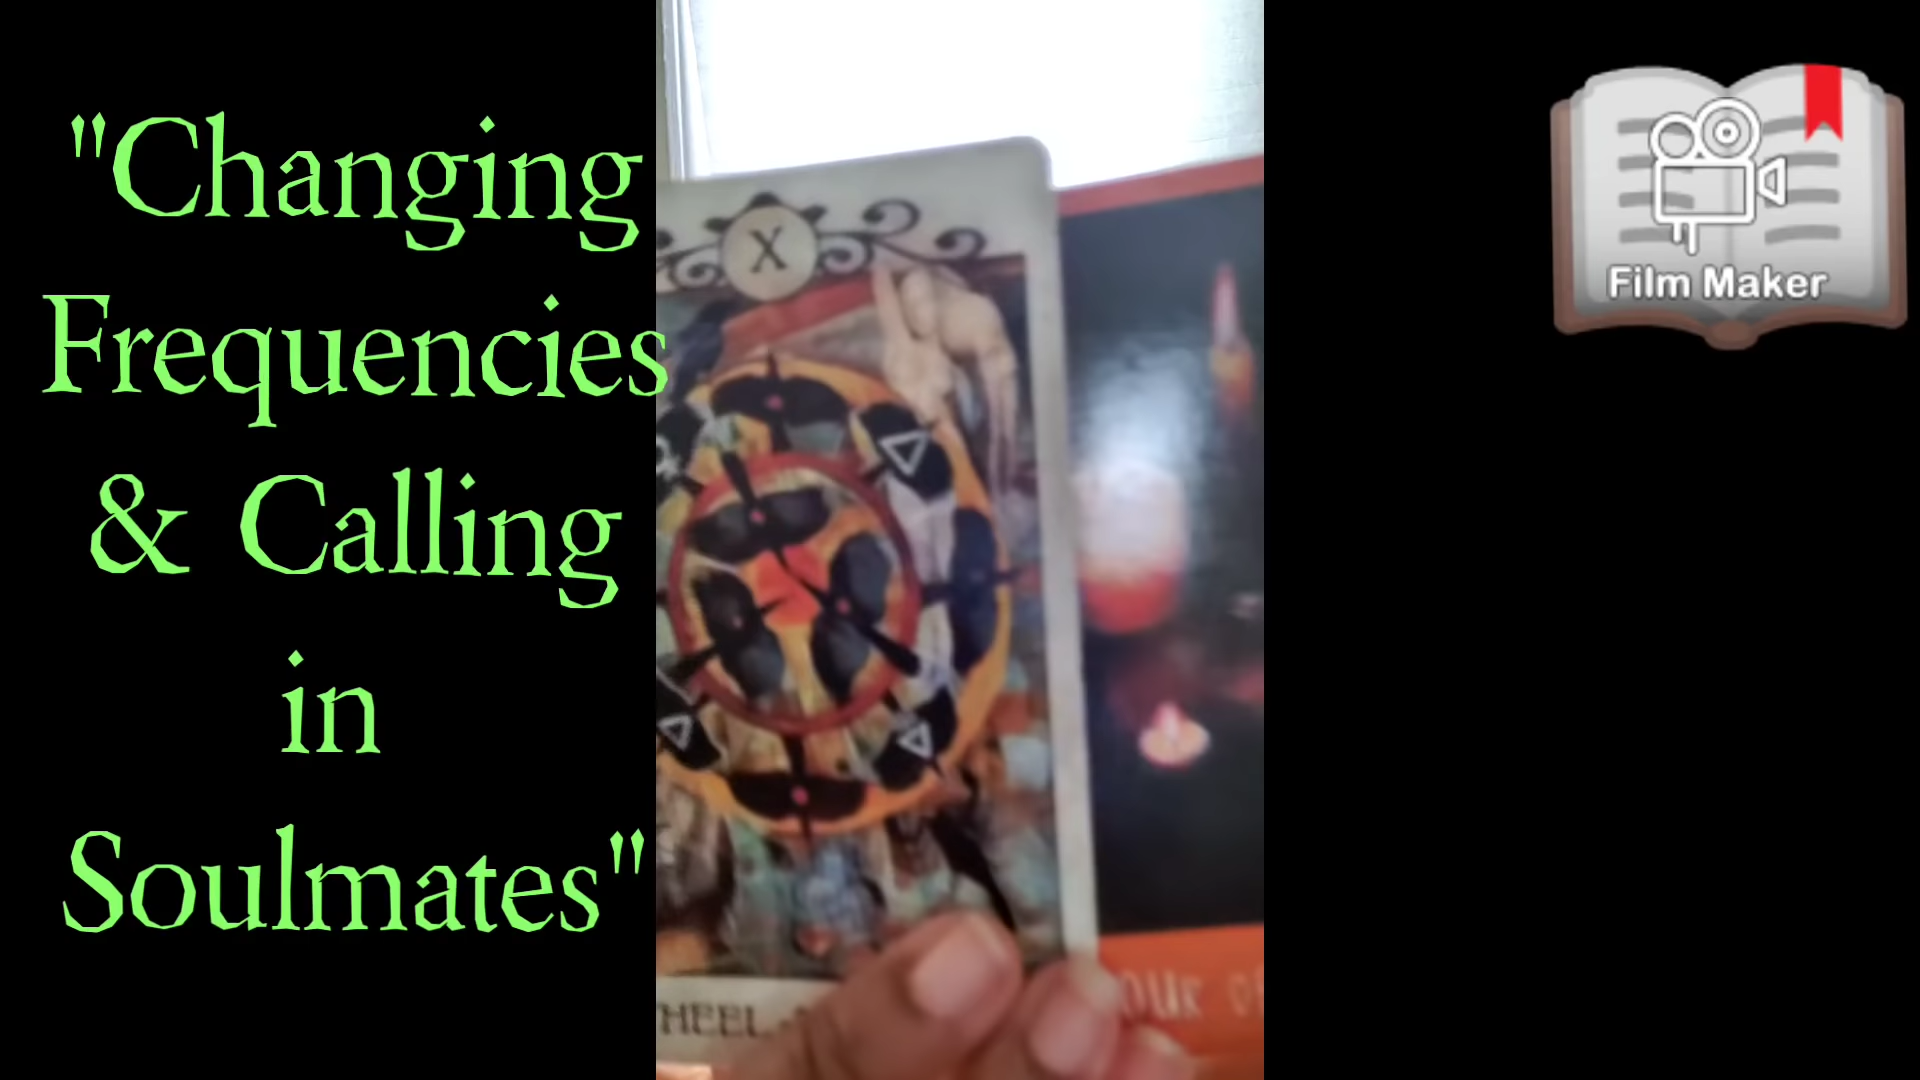 "Changing
Frequencies
& Calling
in
Soulmates"
Film Maker
X